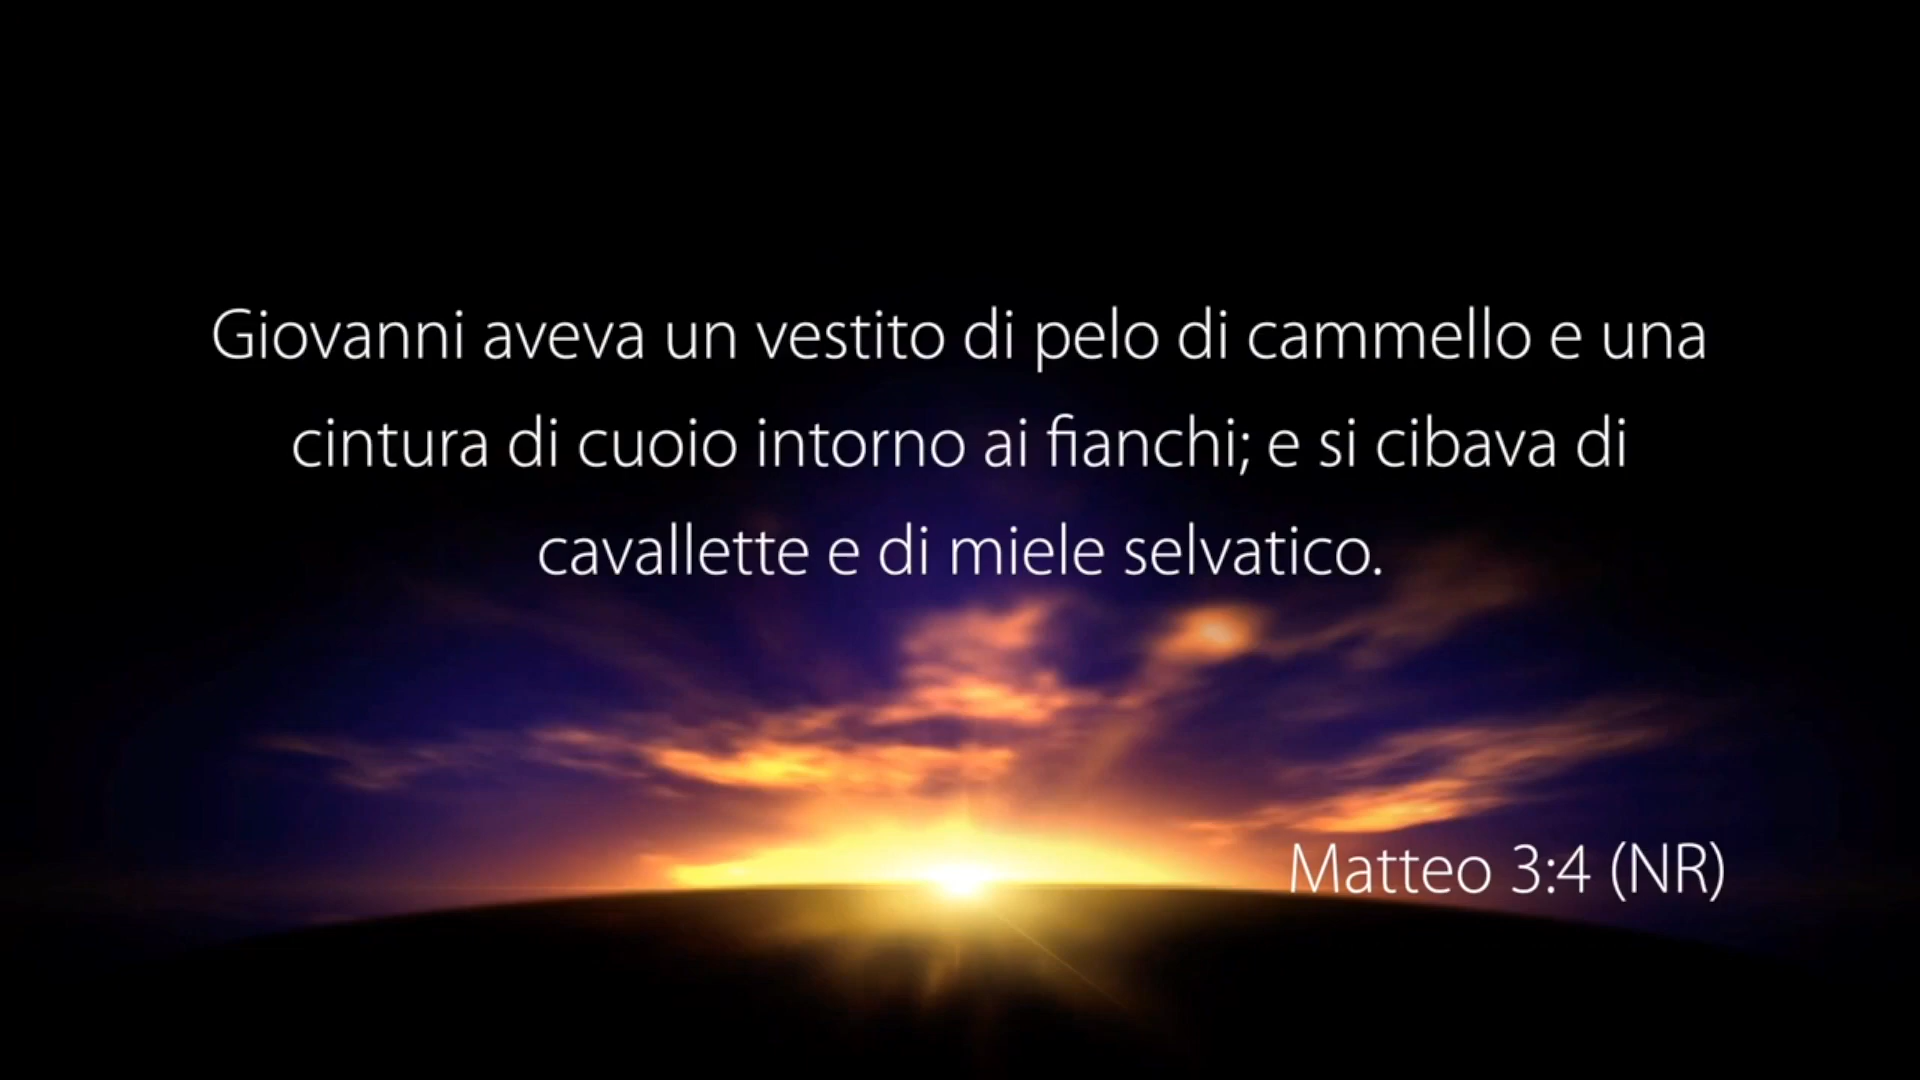 Giovanni aveva un vestito di pelo di cammello e una
cintura di cuoio intorno ai fianchi; e si cibava di
cavallette e di miele selvatico.
Matteo 3:4 (NR)